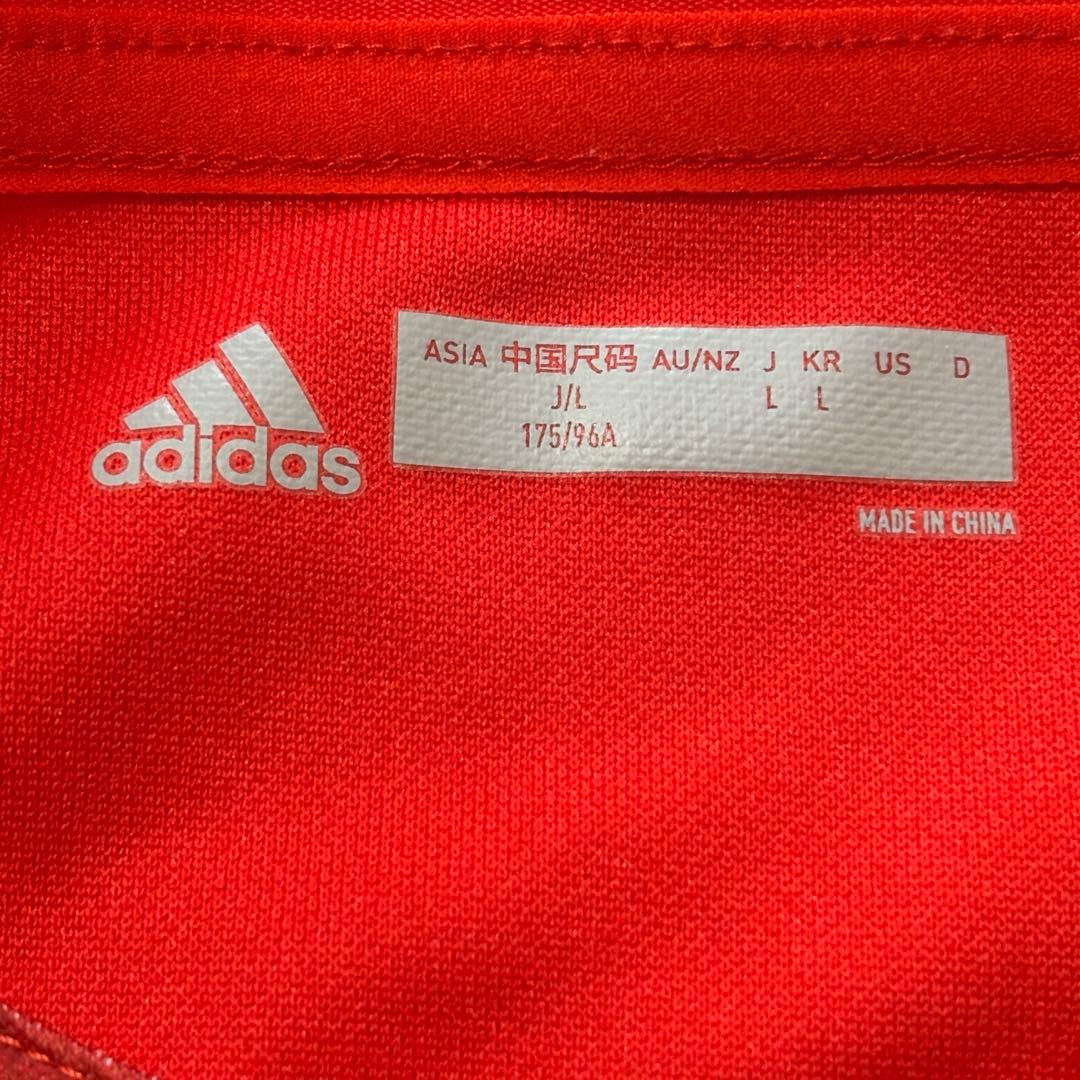 adidas
ASIA 中国尺码 AU/NZ J KR US D
J/L L L
175/96A
MADE IN CHINA